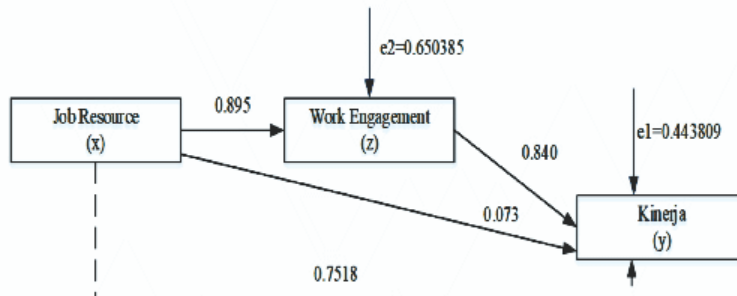 e2=0.650385
Job Resource
(x)
0.895
Work Engagement
(z)
0.840
e1=0.443809
0.073
Kinerja
(y)
0.7518